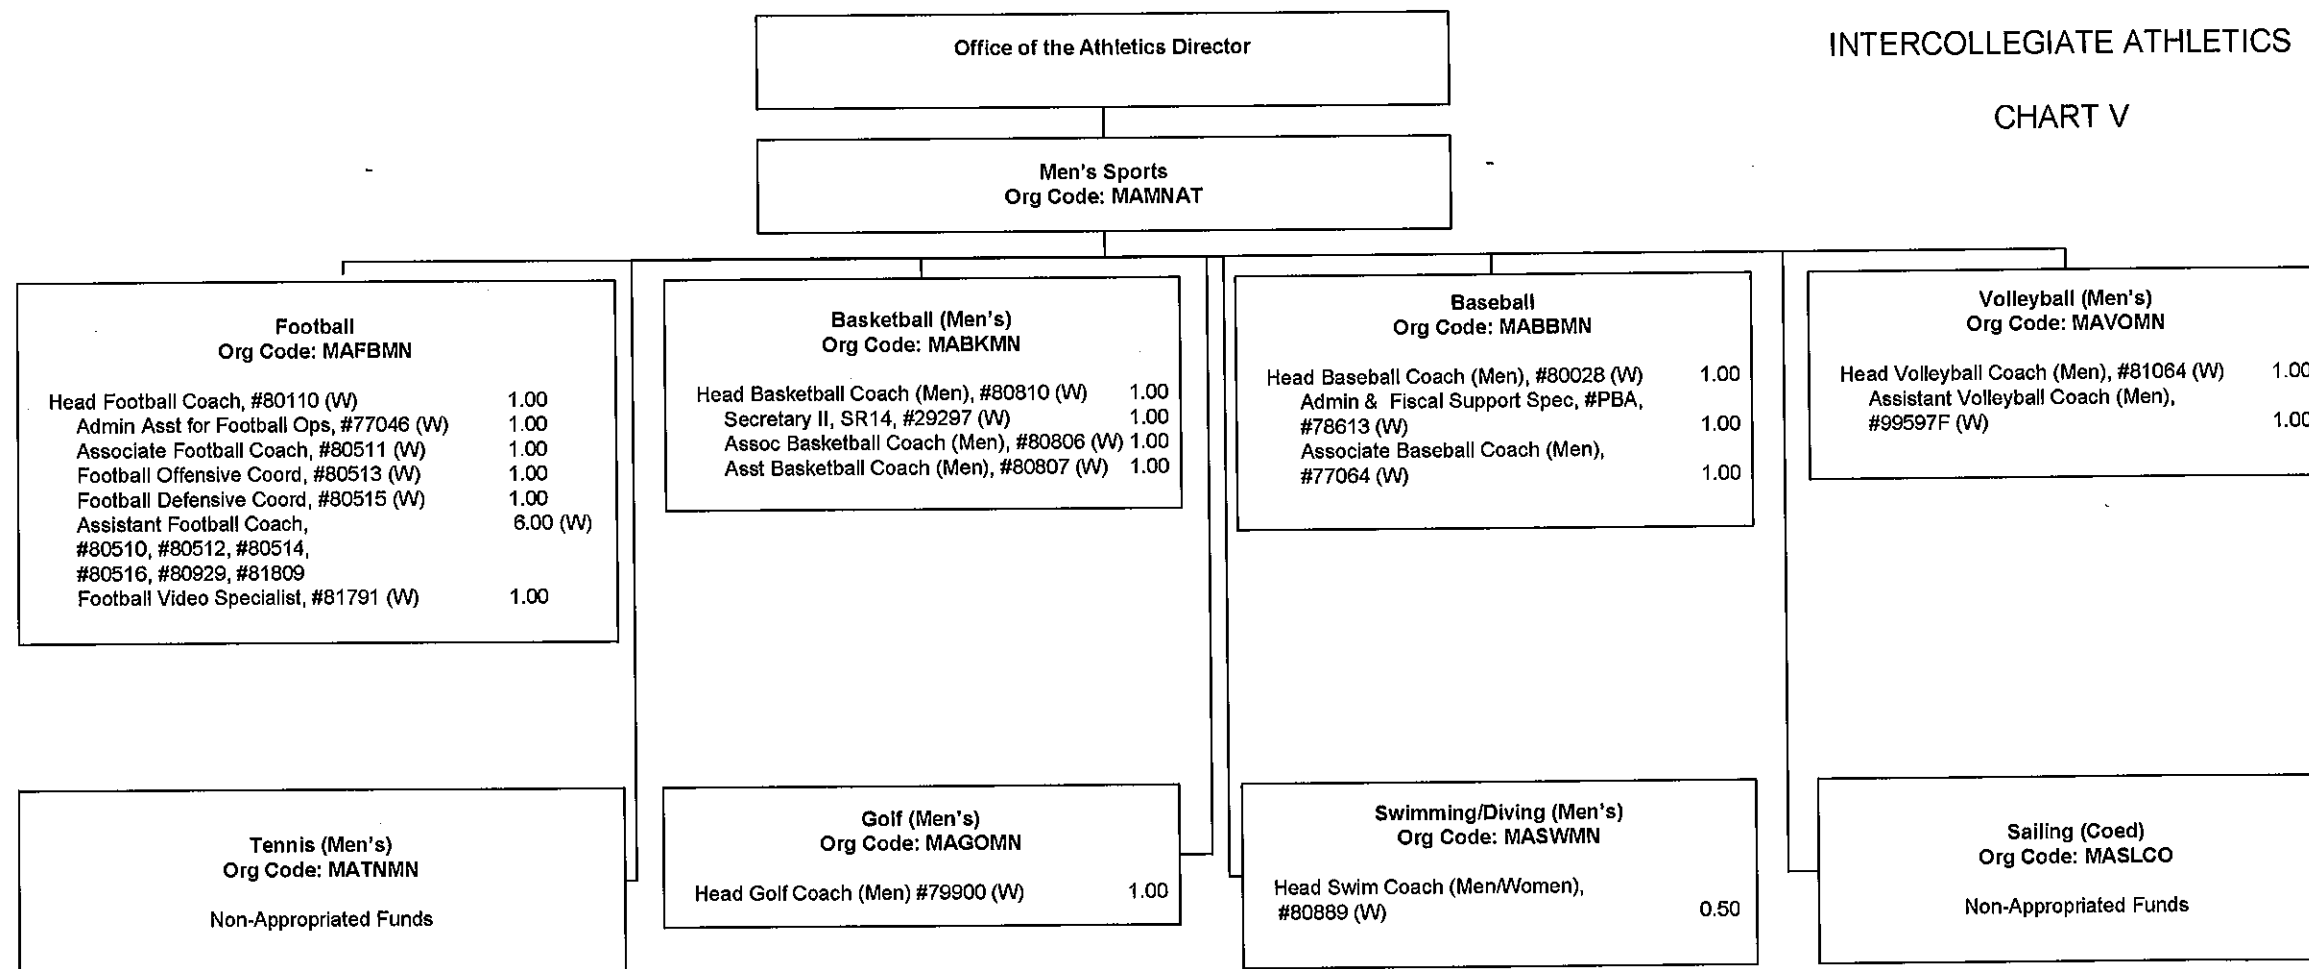 INTERCOLLEGIATE ATHLETICS
CHART V
Office of the Athletics Director
Men's Sports
Org Code: MAMNAT
Football
Org Code: MAFBMN
Head Football Coach, #80110 (W) 1.00
Admin Asst for Football Ops, #77046 (W) 1.00
Associate Football Coach, #80511 (W) 1.00
Football Offensive Coord, #80513 (W) 1.00
Football Defensive Coord, #80515 (W) 1.00
Assistant Football Coach, 6.00 (W)
#80510, #80512, #80514,
#80516, #80929, #81809
Football Video Specialist, #81791 (W) 1.00
Basketball (Men's)
Org Code: MABKMN
Head Basketball Coach (Men), #80810 (W) 1.00
Secretary II, SR14, #29297 (W) 1.00
Assoc Basketball Coach (Men), #80806 (W) 1.00
Asst Basketball Coach (Men), #80807 (W) 1.00
Baseball
Org Code: MABBMN
Head Baseball Coach (Men), #80028 (W) 1.00
Admin & Fiscal Support Spec, #PBA,
#78613 (W) 1.00
Associate Baseball Coach (Men),
#77064 (W) 1.00
Volleyball (Men's)
Org Code: MAVOMN
Head Volleyball Coach (Men), #81064 (W) 1.00
Assistant Volleyball Coach (Men),
#99597F (W) 1.00
Tennis (Men's)
Org Code: MATNMN
Non-Appropriated Funds
Golf (Men's)
Org Code: MAGOMN
Head Golf Coach (Men) #79900 (W) 1.00
Swimming/Diving (Men's)
Org Code: MASWMN
Head Swim Coach (Men/Women),
#80889 (W) 0.50
Sailing (Coed)
Org Code: MASLCO
Non-Appropriated Funds